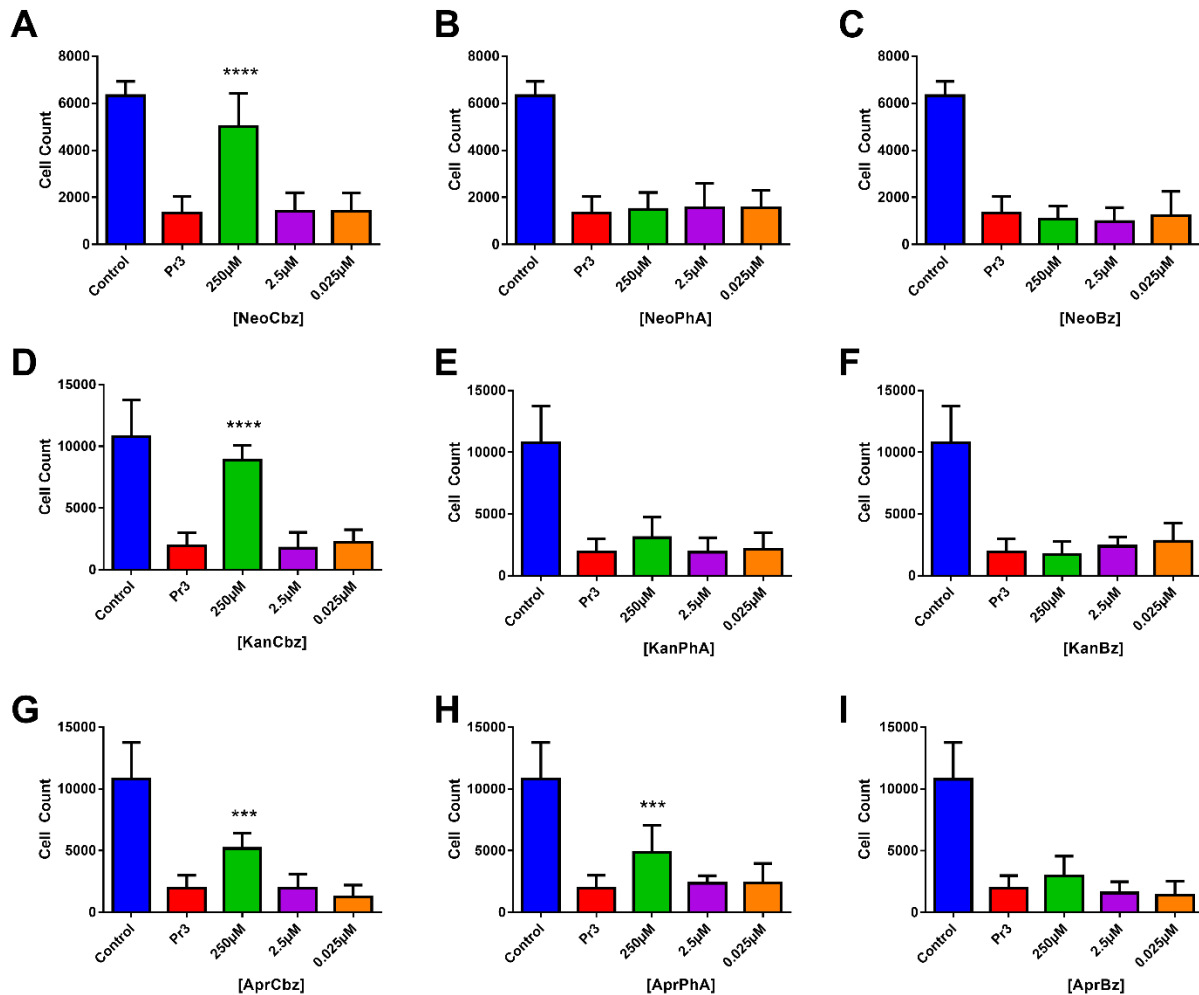 A
8000
6000
4000
2000
0
Cell Count
****
Control
Pr3
250µM
2.5µM
0.025µM
[NeoCbz]
B
8000
6000
4000
2000
0
Cell Count
Control
Pr3
250µM
2.5µM
0.025µM
[NeoPhA]
C
8000
6000
4000
2000
0
Cell Count
Control
Pr3
250µM
2.5µM
0.025µM
[NeoBz]
D
15000
10000
5000
0
Cell Count
****
Control
Pr3
250µM
2.5µM
0.025µM
[KanCbz]
E
15000
10000
5000
0
Cell Count
Control
Pr3
250µM
2.5µM
0.025µM
[KanPhA]
F
15000
10000
5000
0
Cell Count
Control
Pr3
250µM
2.5µM
0.025µM
[KanBz]
G
15000
10000
5000
0
Cell Count
***
Control
Pr3
250µM
2.5µM
0.025µM
[AprCbz]
H
15000
10000
5000
0
Cell Count
***
Control
Pr3
250µM
2.5µM
0.025µM
[AprPhA]
I
15000
10000
5000
0
Cell Count
Control
Pr3
250µM
2.5µM
0.025µM
[AprBz]